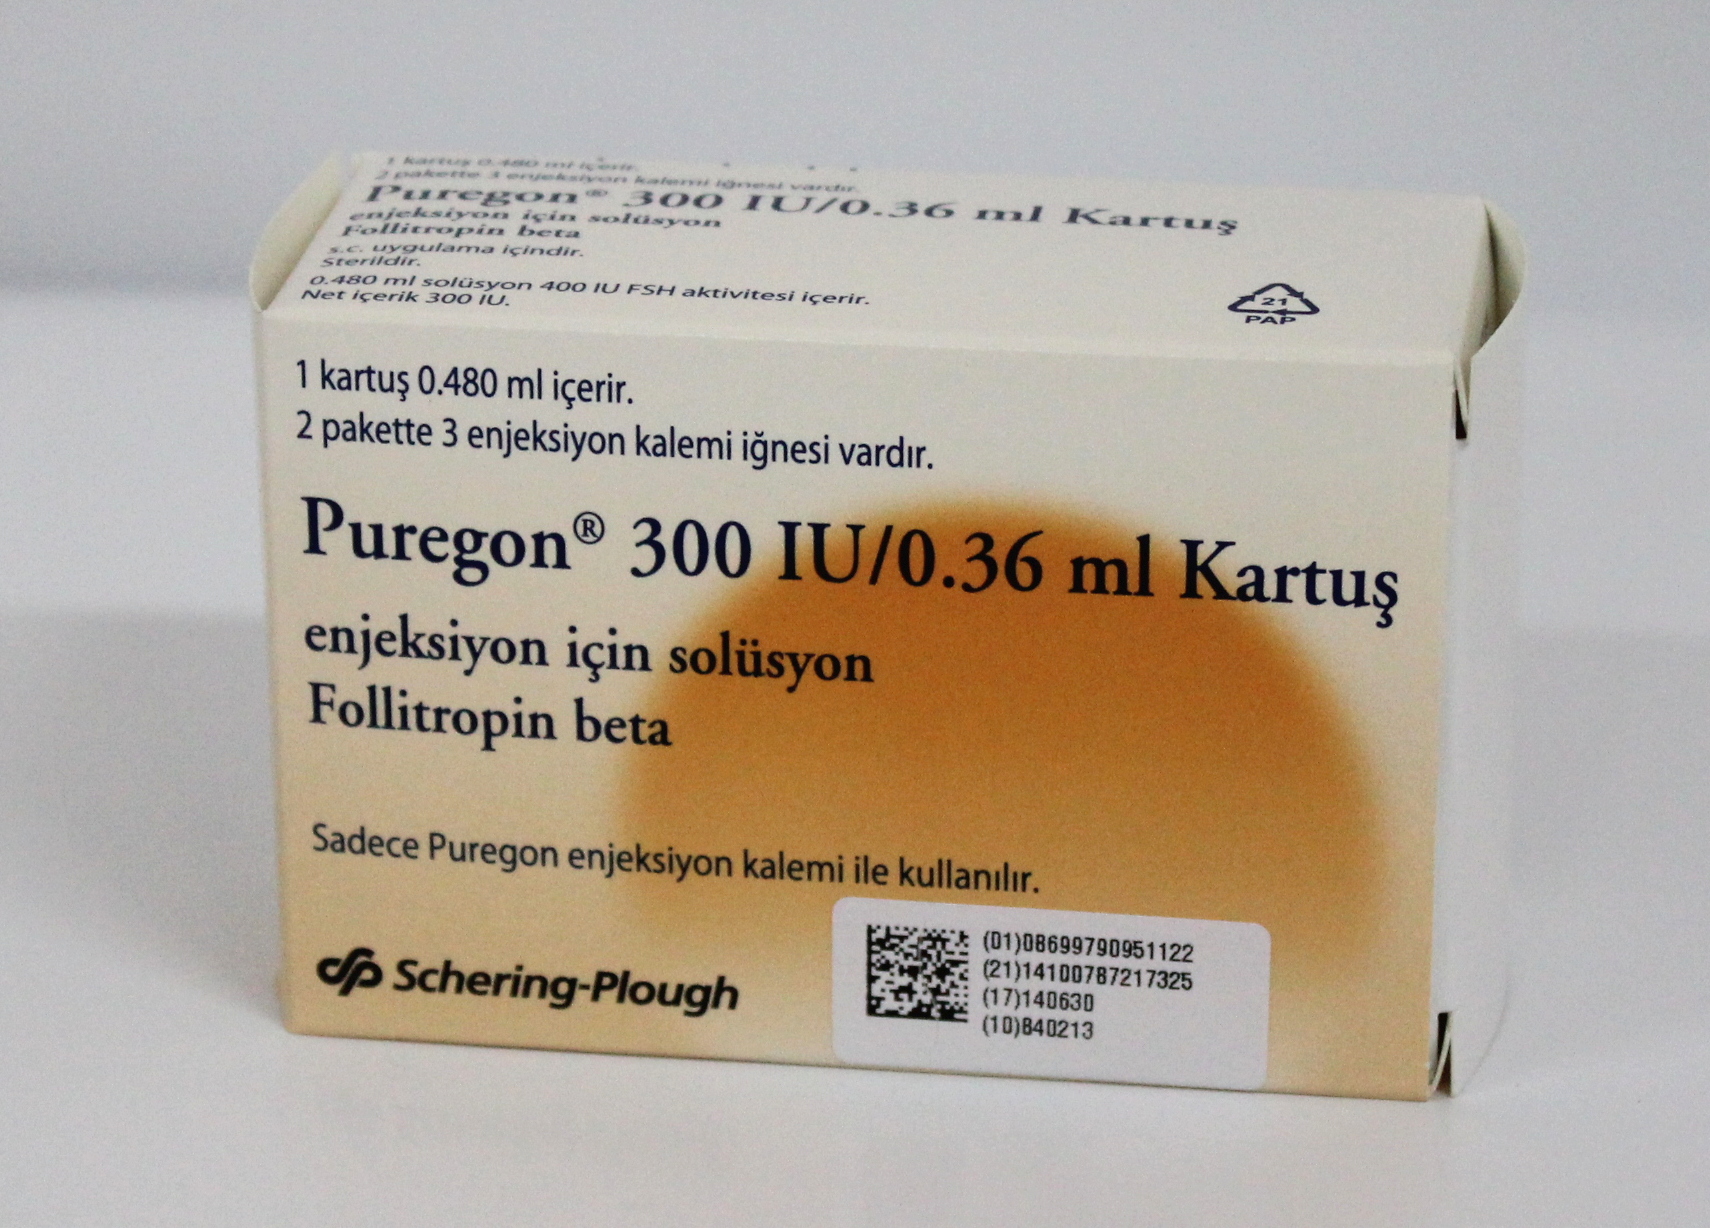 1 kartuş 0.480 ml içerir.
2 pakette 3 enjeksiyon kalemi iğnesi vardır.
Puregon® 300 IU/0.36 ml Kartuş
enjeksiyon için solüsyon
Follitropin beta
s.c. uygulama içindir.
Sterildir.
0.480 ml solüsyon 400 IU FSH aktivitesi içerir.
Net içerik 300 IU.
21
PAP
1 kartuş 0.480 ml içerir.
2 pakette 3 enjeksiyon kalemi iğnesi vardır.
Puregon® 300 IU/0.36 ml Kartuş
enjeksiyon için solüsyon
Follitropin beta
Sadece Puregon enjeksiyon kalemi ile kullanılır.
Schering-Plough
(01)08699790951122
(21)14100787217325
(17)140630
(10)840213